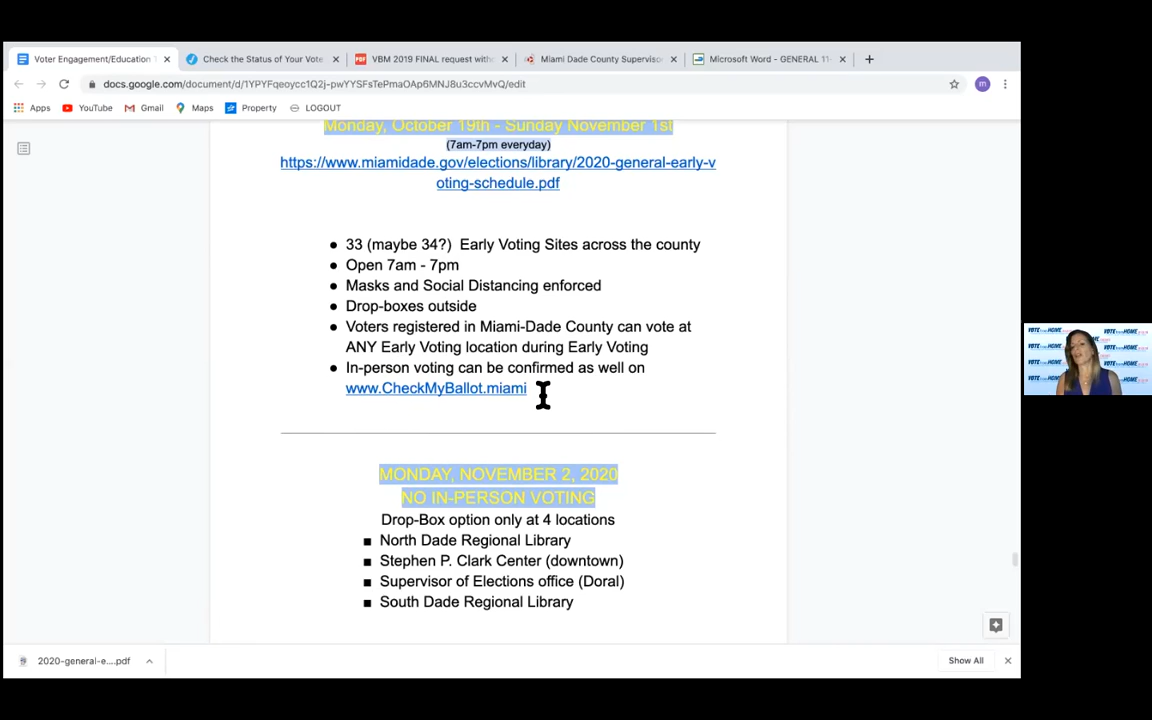 Voter Engagement/Education T
Check the Status of Your Vote
VBM 2019 FINAL request witho
Miami Dade County Supervisor
Microsoft Word - GENERAL 11-
docs.google.com/document/d/1YPYFqeoycc1Q2j-pwYYSFsTePmaOAp6MNJ8u3ccvMvQ/edit
m
Apps
YouTube
Gmail
Maps
Property
LOGOUT
Monday, October 19th - Sunday November 1st
(7am-7pm everyday)
https://www.miamidade.gov/elections/library/2020-general-early-v
oting-schedule.pdf
● 33 (maybe 34?) Early Voting Sites across the county
● Open 7am - 7pm
● Masks and Social Distancing enforced
● Drop-boxes outside
● Voters registered in Miami-Dade County can vote at
ANY Early Voting location during Early Voting
● In-person voting can be confirmed as well on
www.CheckMyBallot.miami
MONDAY, NOVEMBER 2, 2020
NO IN-PERSON VOTING
Drop-Box option only at 4 locations
■ North Dade Regional Library
■ Stephen P. Clark Center (downtown)
■ Supervisor of Elections office (Doral)
■ South Dade Regional Library
2020-general-e....pdf
Show All